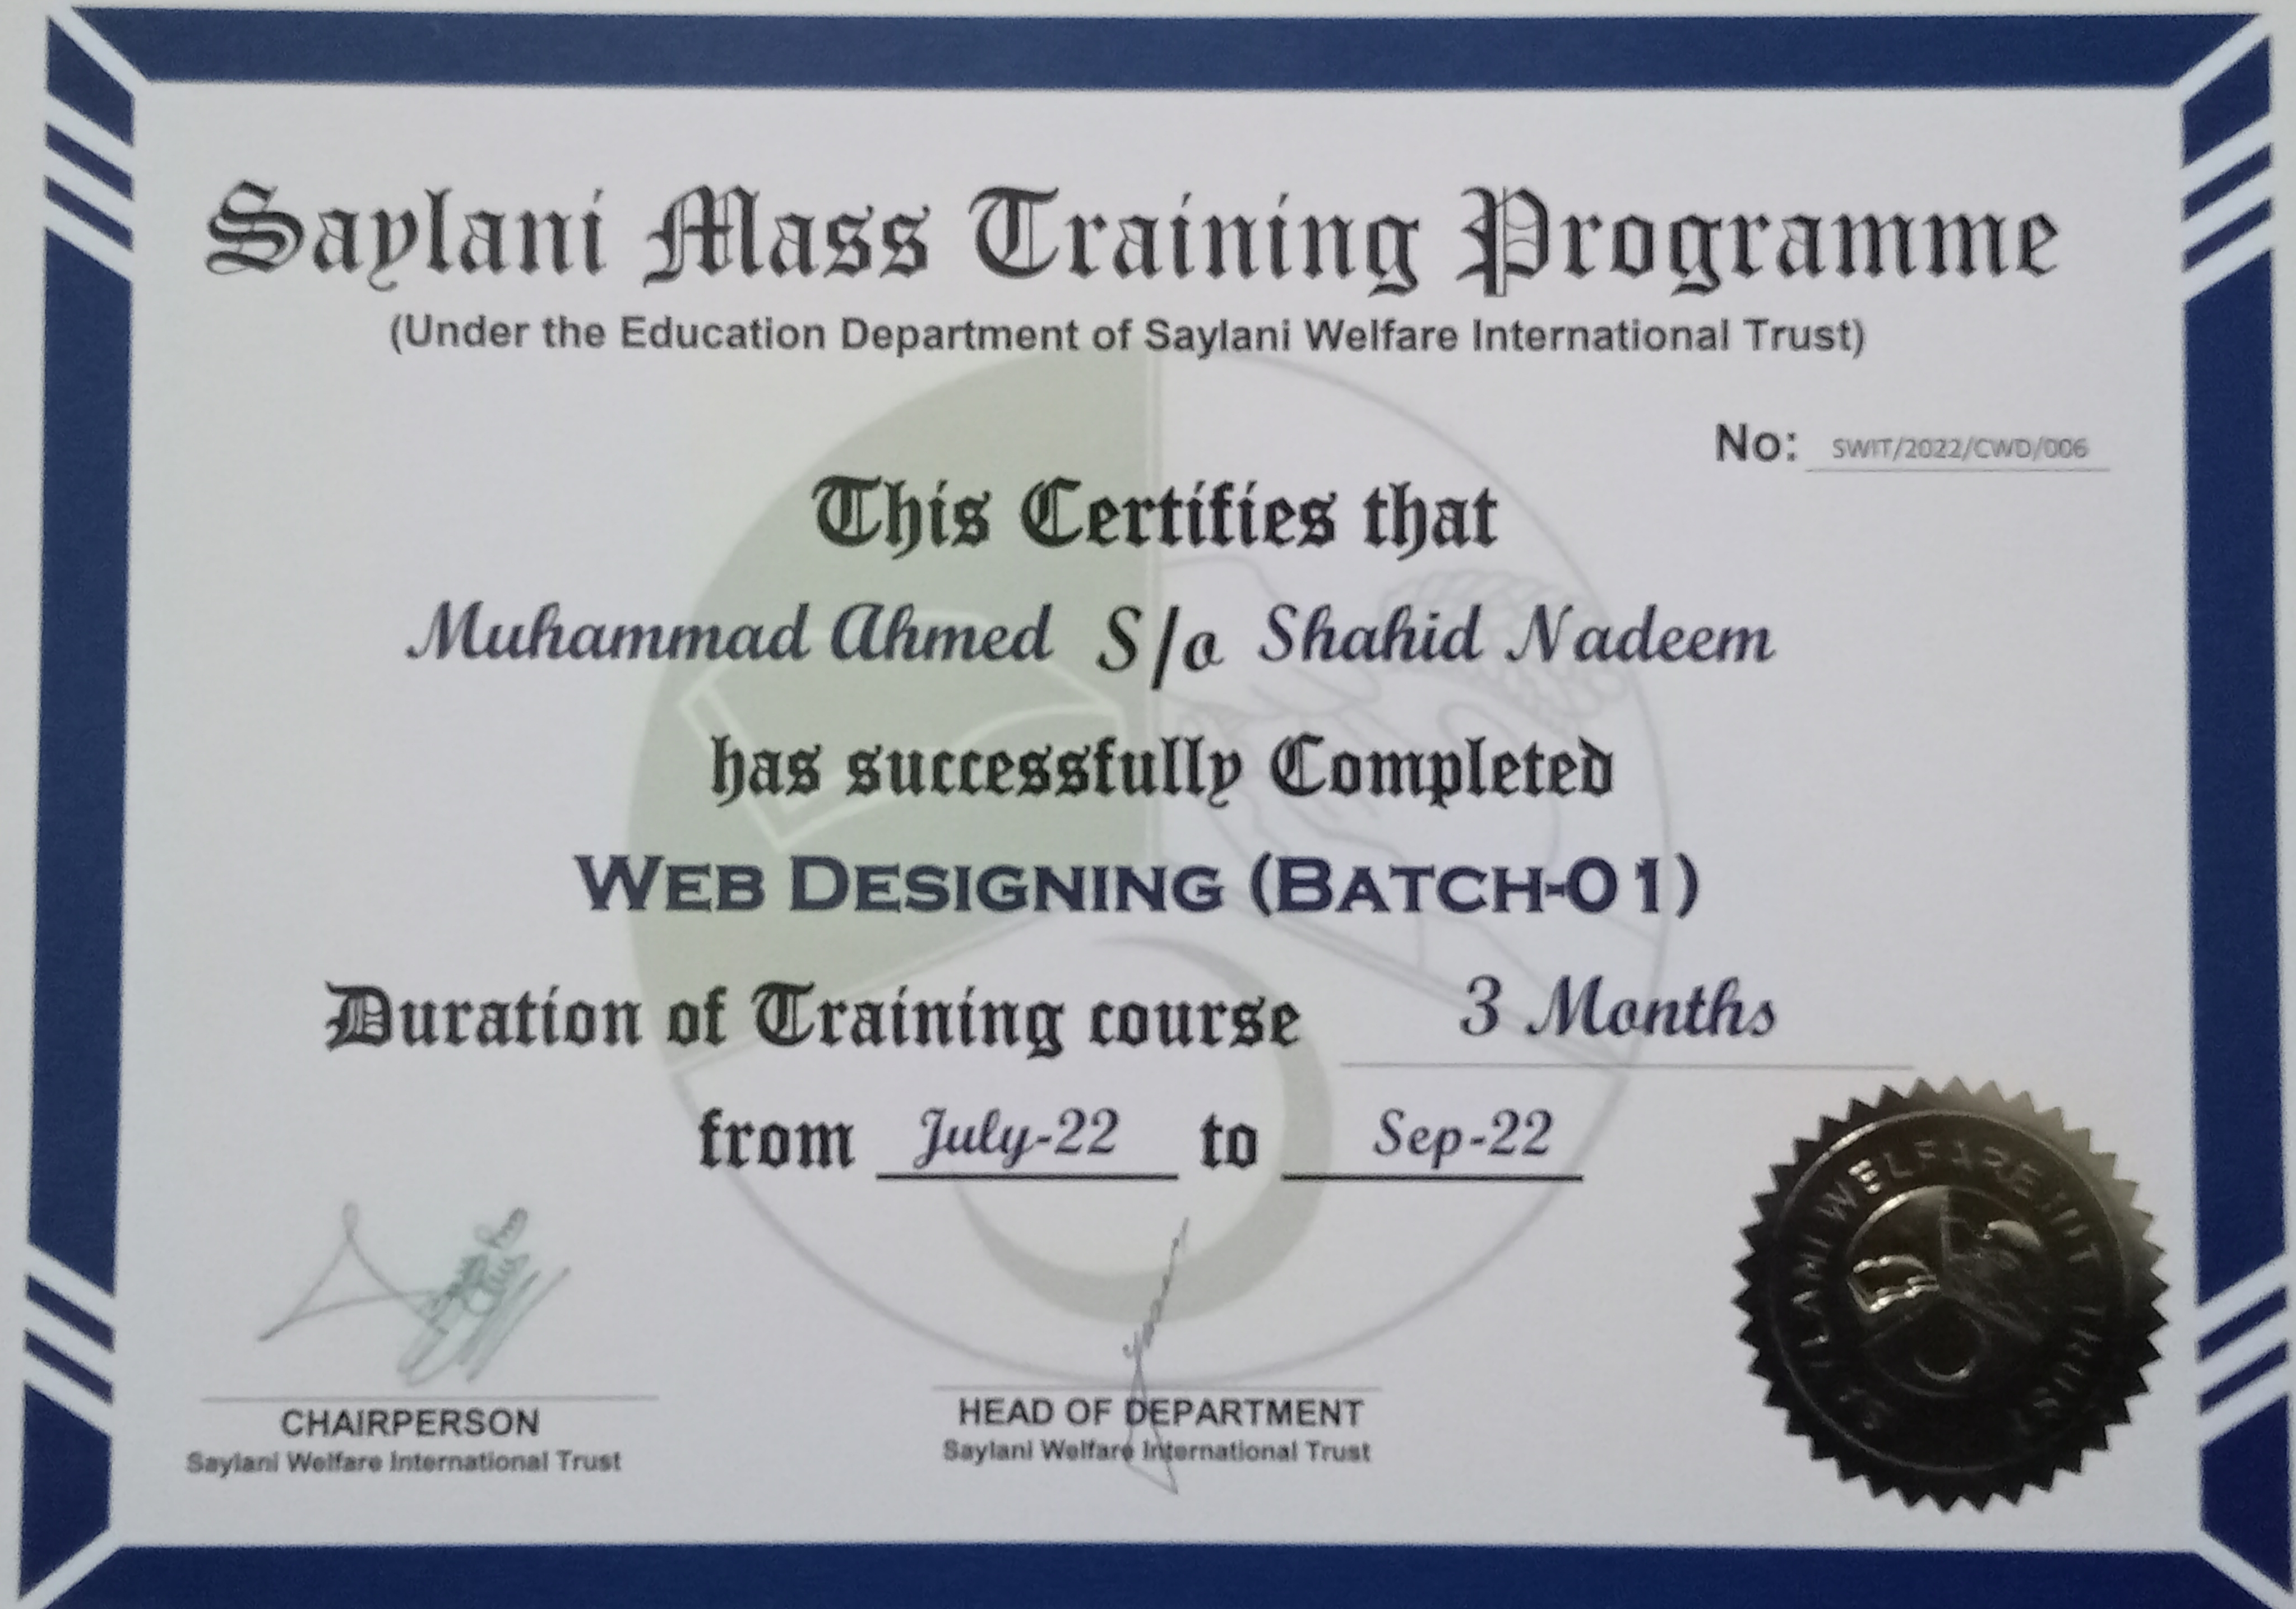 Saylani Mass Training Programme
(Under the Education Department of Saylani Welfare International Trust)
No: SWIT/2022/CWD/006
This Certifies that
Muhammad Ahmed S/o Shahid Nadeem
has successfully Completed
WEB DESIGNING (BATCH-01)
Duration of Training course 3 Months
from July-22 to Sep-22
CHAIRPERSON
Saylani Welfare International Trust
HEAD OF DEPARTMENT
Saylani Welfare International Trust
SAYLANI WELFARE INT TRUST